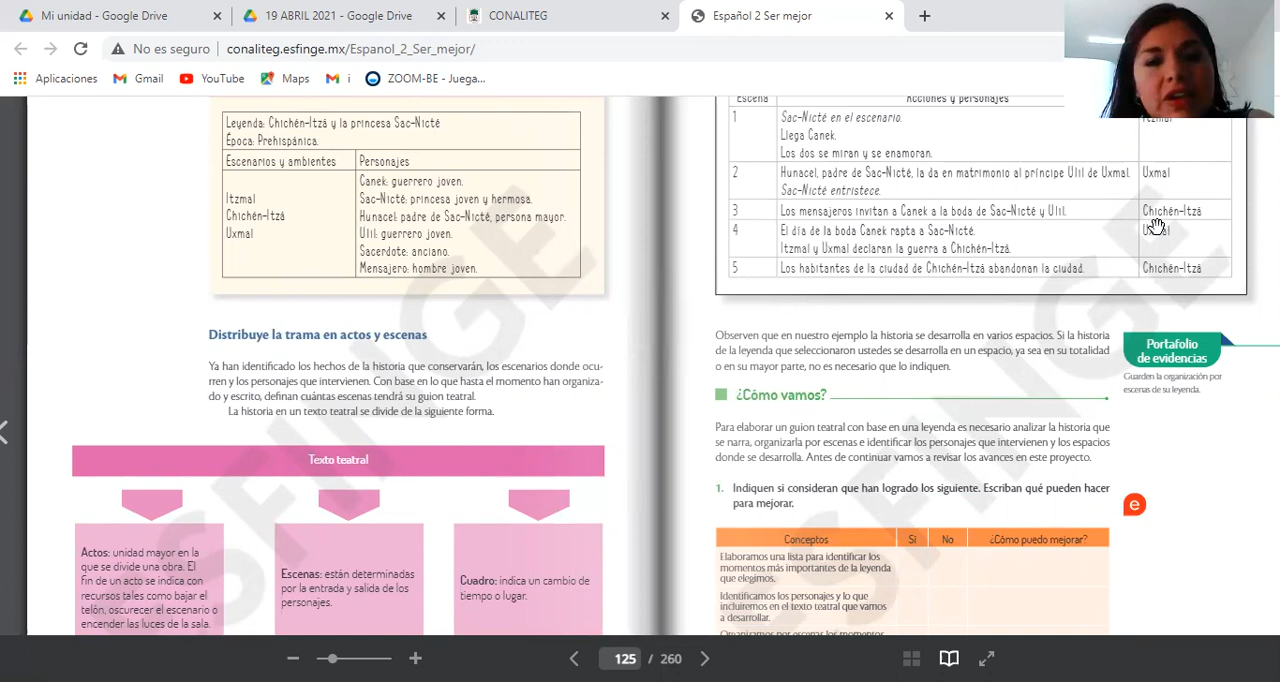 Mi unidad - Google Drive
19 ABRIL 2021 - Google Drive
CONALITEG
Español 2 Ser mejor
No es seguro
conaliteg.esfinge.mx/Espanol_2_Ser_mejor/
Aplicaciones
Gmail
YouTube
Maps
i
ZOOM-BE - Juega...
Leyenda: Chichén-Itzá y la princesa Sac-Nicté
Época: Prehispánica.
Escenarios y ambientes
Personajes
Itzmal
Chichén-Itzá
Uxmal
Canek: guerrero joven.
Sac-Nicté: princesa joven y hermosa.
Hunacel: padre de Sac-Nicté, persona mayor.
Ulil: guerrero joven.
Sacerdote: anciano.
Mensajero: hombre joven.
Distribuye la trama en actos y escenas
Ya han identificado los hechos de la historia que conservarán, los escenarios donde ocu-
rren y los personajes que intervienen. Con base en lo que hasta el momento han organiza-
do y escrito, definan cuántas escenas tendrá su guion teatral.
La historia en un texto teatral se divide de la siguiente forma.
Texto teatral
Actos: unidad mayor en la
que se divide una obra. El
fin de un acto se indica con
recursos tales como bajar el
telón, oscurecer el escenario o
encender las luces de la sala.
Escenas: están determinadas
por la entrada y salida de los
personajes.
Cuadro: indica un cambio de
tiempo o lugar.
Escena
Acciones y personajes
1
Sac-Nicté en el escenario.
Llega Canek.
Los dos se miran y se enamoran.
Itzmal
2
Hunacel, padre de Sac-Nicté, la da en matrimonio al príncipe Ulil de Uxmal.
Sac-Nicté entristece.
Uxmal
3
Los mensajeros invitan a Canek a la boda de Sac-Nicté y Ulil.
Chichén-Itzá
4
El día de la boda Canek rapta a Sac-Nicté.
Itzmal y Uxmal declaran la guerra a Chichén-Itzá.
Uxmal
5
Los habitantes de la ciudad de Chichén-Itzá abandonan la ciudad.
Chichén-Itzá
Observen que en nuestro ejemplo la historia se desarrolla en varios espacios. Si la historia
de la leyenda que seleccionaron ustedes se desarrolla en un espacio, ya sea en su totalidad
o en su mayor parte, no es necesario que lo indiquen.
Portafolio
de evidencias
Guarden la organización por
escenas de su leyenda.
¿Cómo vamos?
Para elaborar un guion teatral con base en una leyenda es necesario analizar la historia que
se narra, organizarla por escenas e identificar los personajes que intervienen y los espacios
donde se desarrolla. Antes de continuar vamos a revisar los avances en este proyecto.
1. Indiquen si consideran que han logrado los siguiente. Escriban qué pueden hacer
para mejorar.
e
Conceptos
Sí
No
¿Cómo puedo mejorar?
Elaboramos una lista para identificar los
momentos más importantes de la leyenda
que elegimos.
Identificamos los personajes y lo que
incluiremos en el texto teatral que vamos
a desarrollar.
Organizamos por escenas los momentos
ESFINGE
ESFINGE
125 / 260